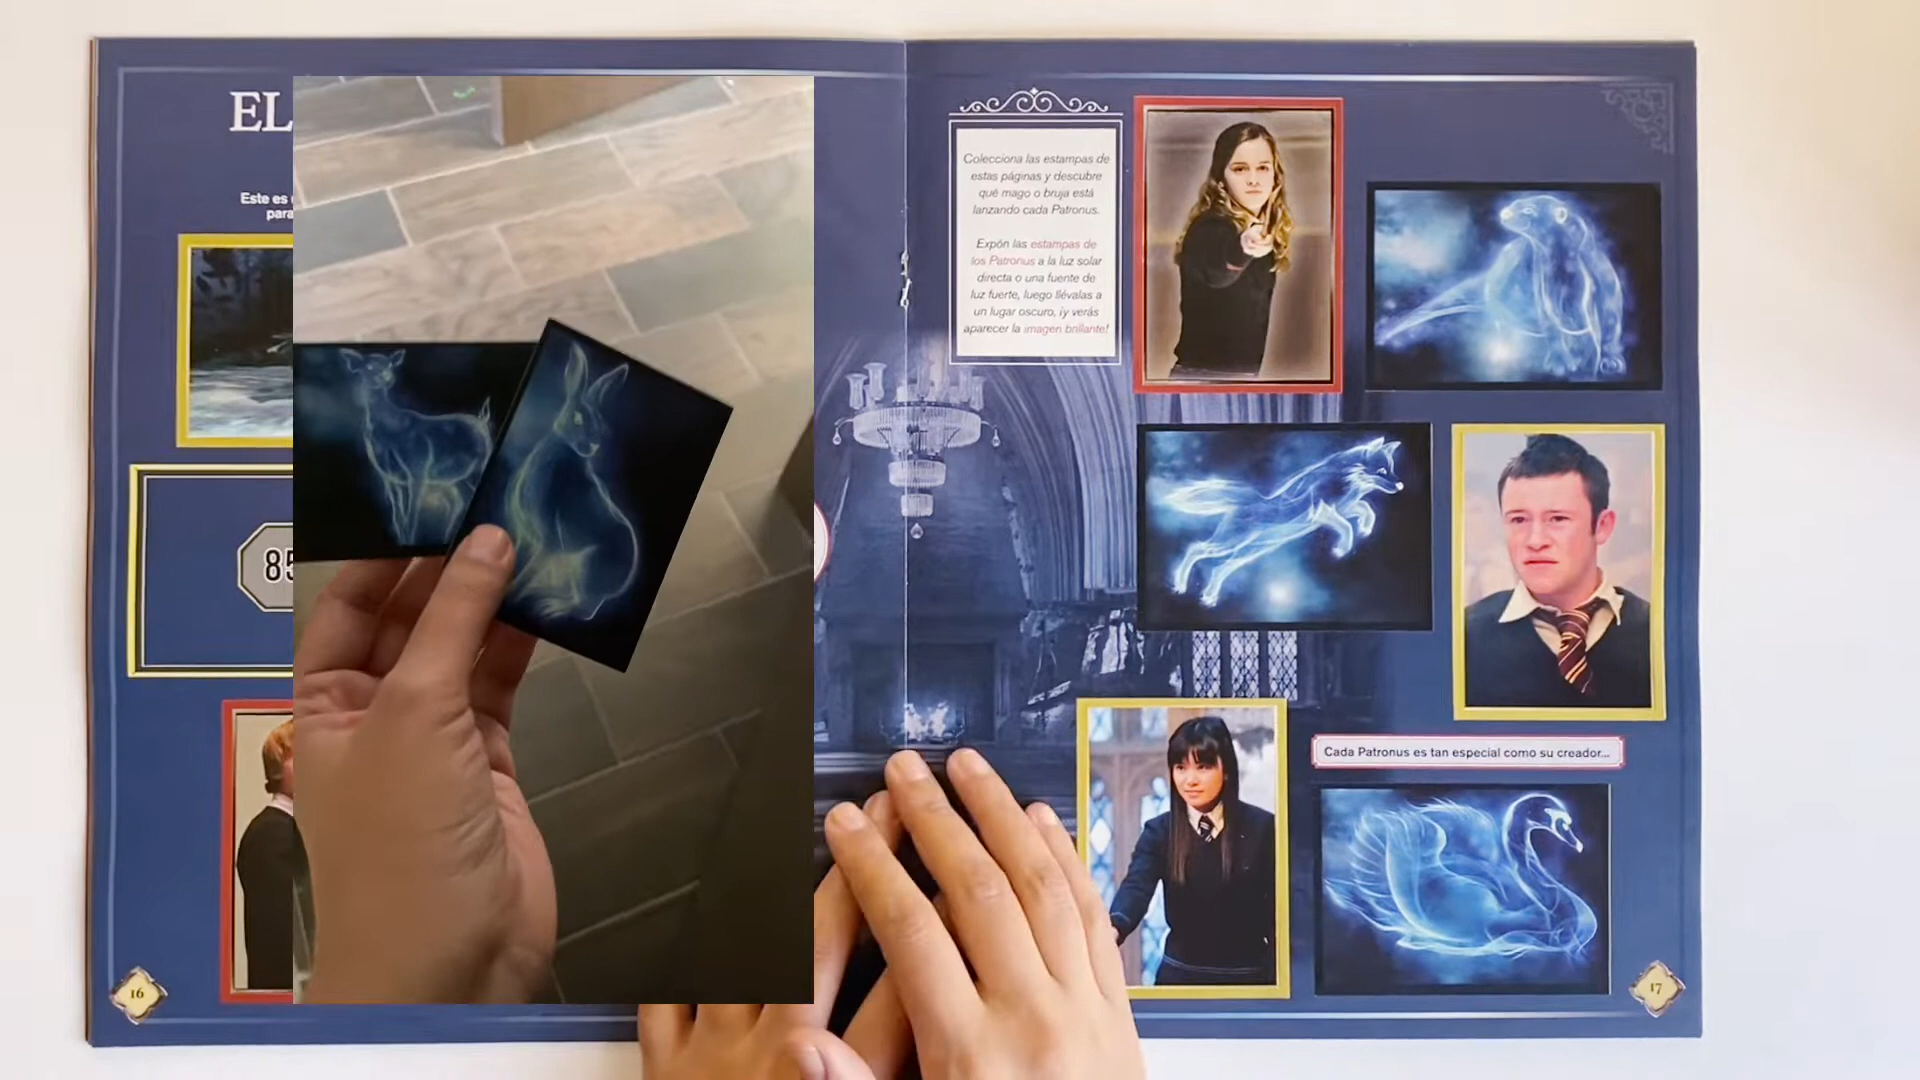 EL
Este es
para
85
16
Colecciona las estampas de
estas páginas y descubre
qué mago o bruja está
lanzando cada Patronus.
Expón las estampas de
los Patronus a la luz solar
directa o una fuente de
luz fuerte, luego llévalas a
un lugar oscuro, ¡y verás
aparecer la imagen brillante!
Cada Patronus es tan especial como su creador...
17